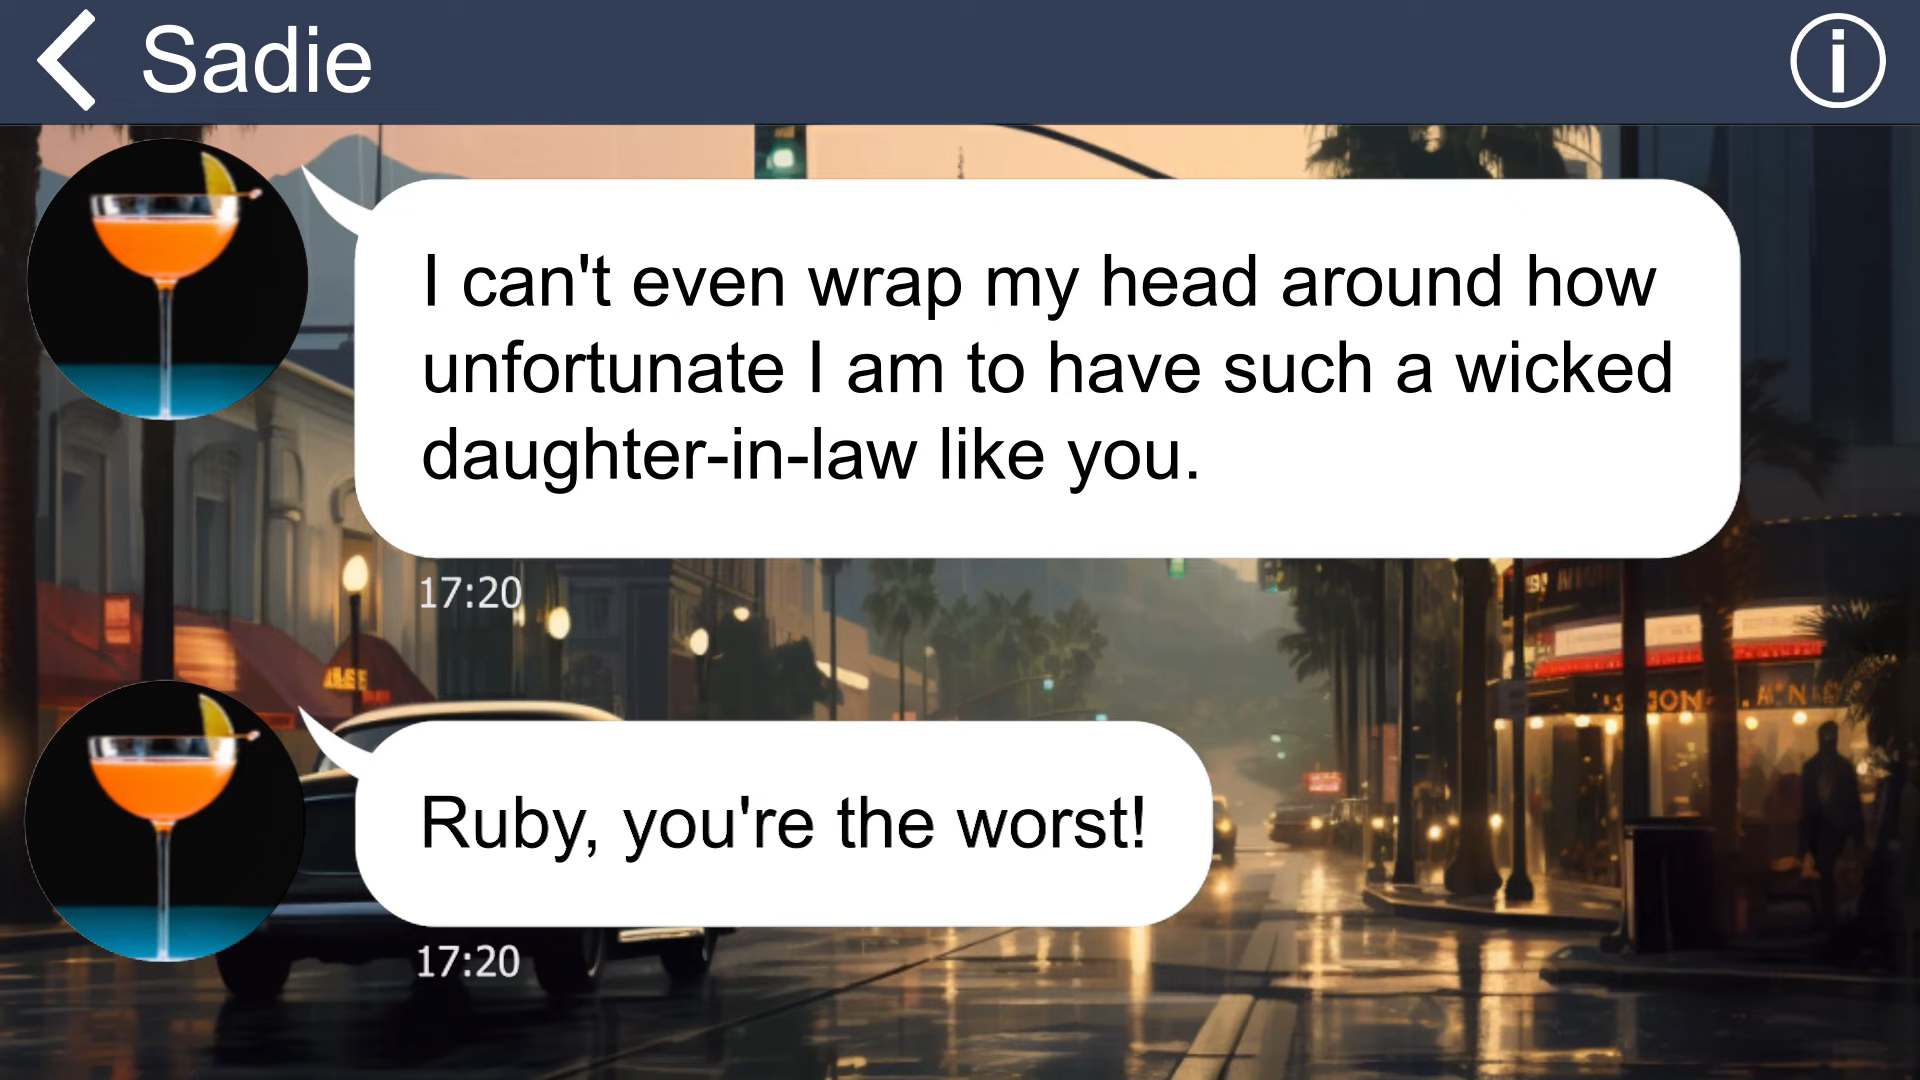 Sadie
I can't even wrap my head around how
unfortunate I am to have such a wicked
daughter-in-law like you.
17:20
Ruby, you're the worst!
17:20